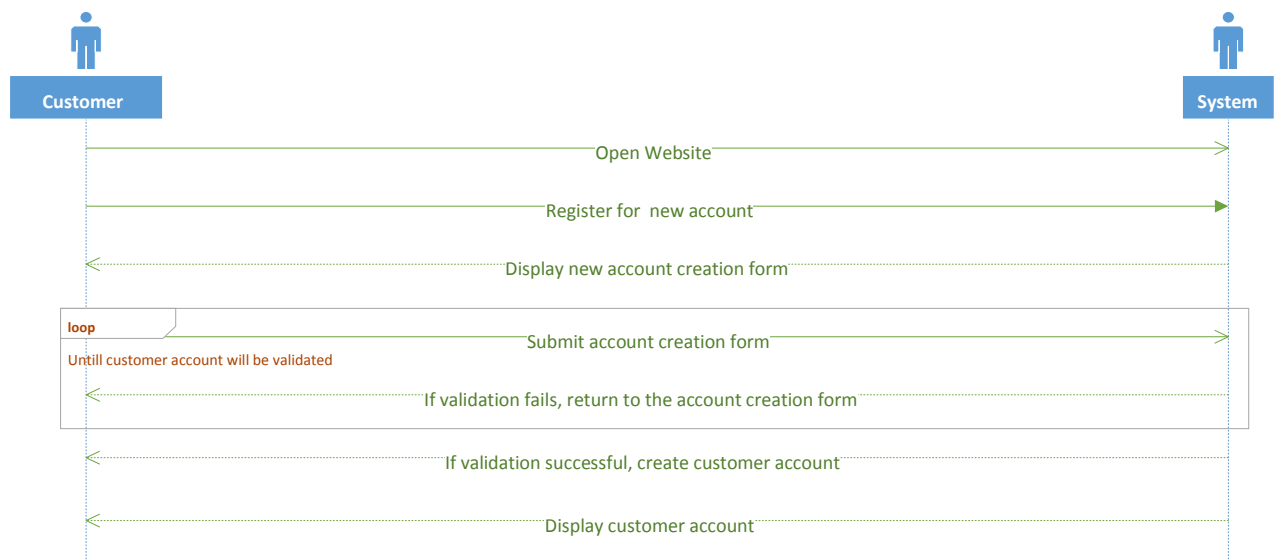 Customer
System
Open Website
Register for  new account
Display new account creation form
loop
Submit account creation form
Untill customer account will be validated
If validation fails, return to the account creation form
If validation successful, create customer account
Display customer account